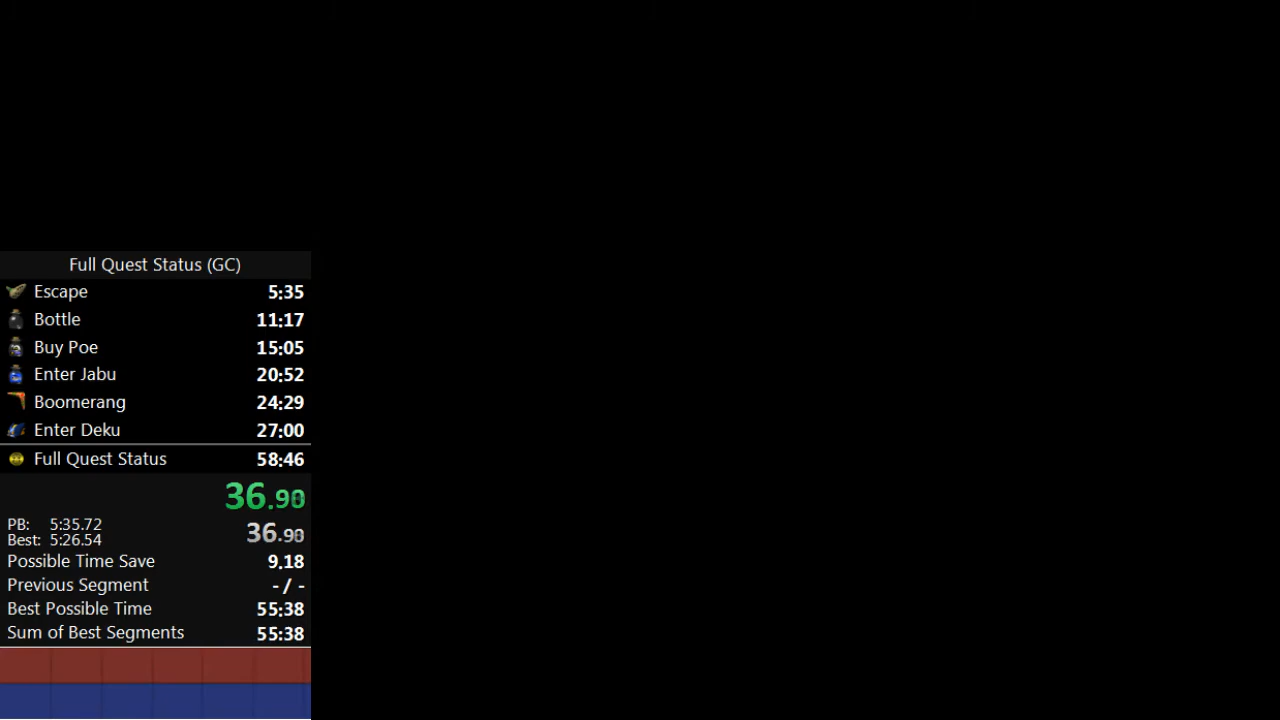 Full Quest Status (GC)
Escape 5:35
Bottle 11:17
Buy Poe 15:05
Enter Jabu 20:52
Boomerang 24:29
Enter Deku 27:00
Full Quest Status 58:46
36.90
PB: 5:35.72
Best: 5:26.54
36.90
Possible Time Save 9.18
Previous Segment - / -
Best Possible Time 55:38
Sum of Best Segments 55:38